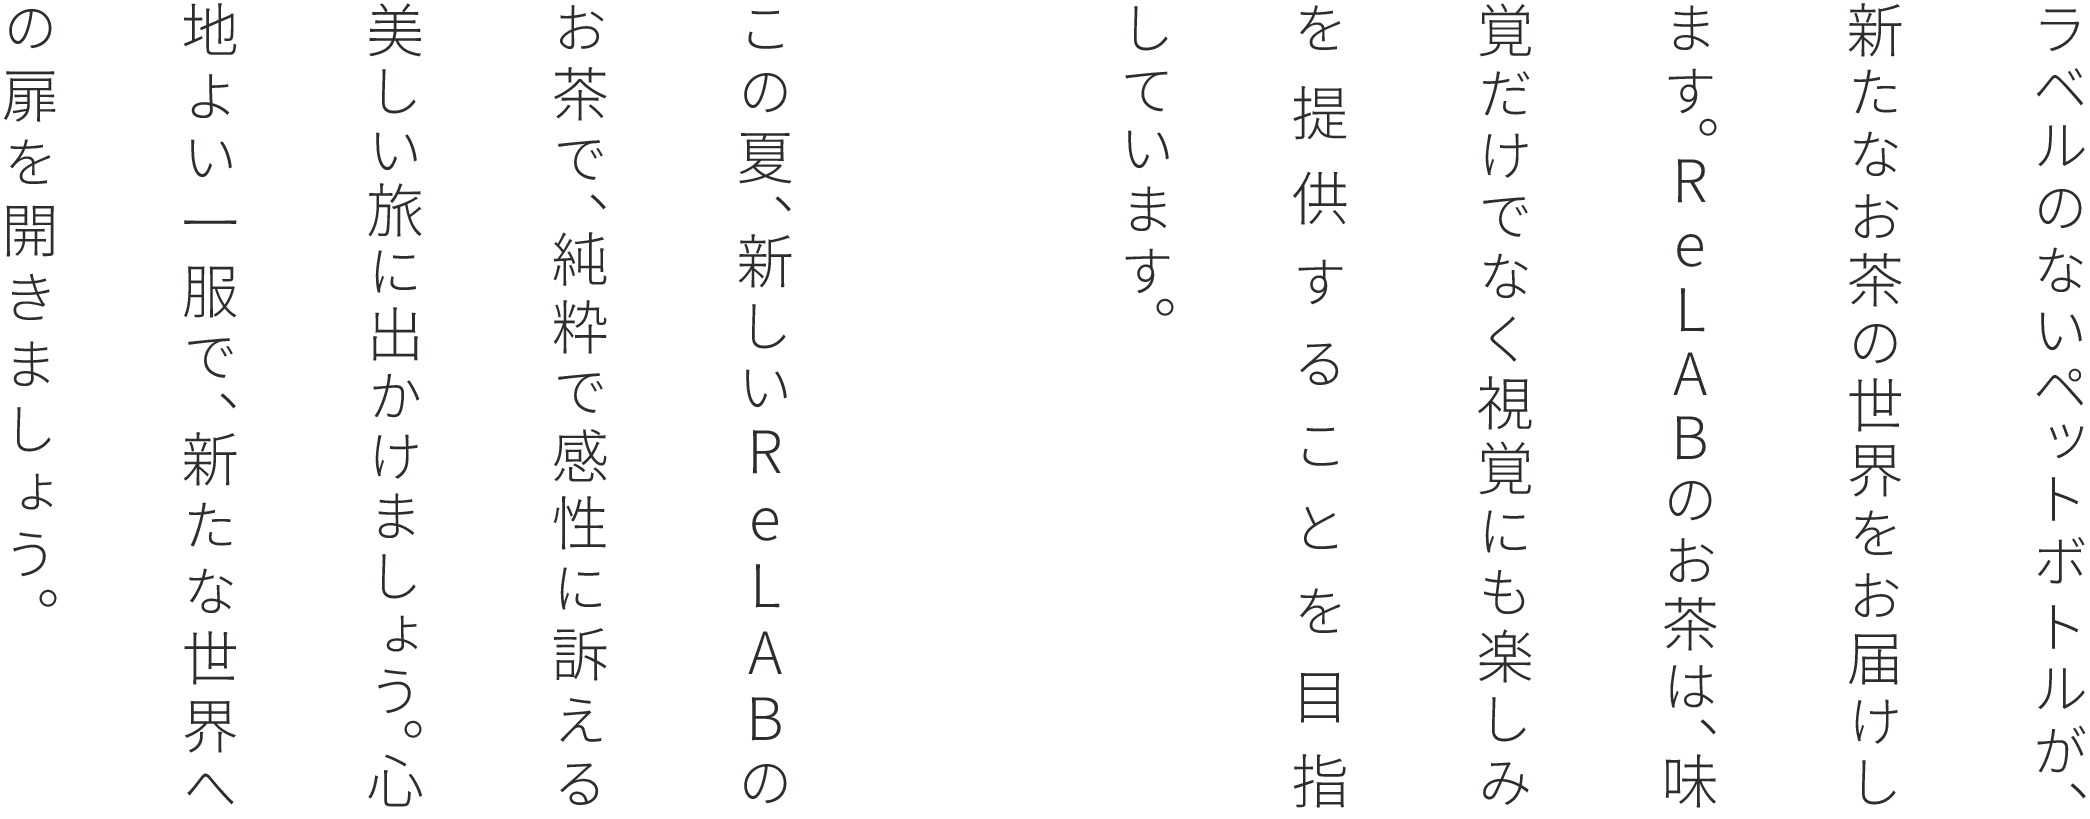 ラベルのないペットボトルが、
新たなお茶の世界をお届けし
ます。ReLABのお茶は、味
覚だけでなく視覚にも楽しみ
を提供することを目指
しています。
この夏、新しいReLABの
お茶で、純粋で感性に訴える
美しい旅に出かけましょう。心
地よい一服で、新たな世界へ
の扉を開きましょう。